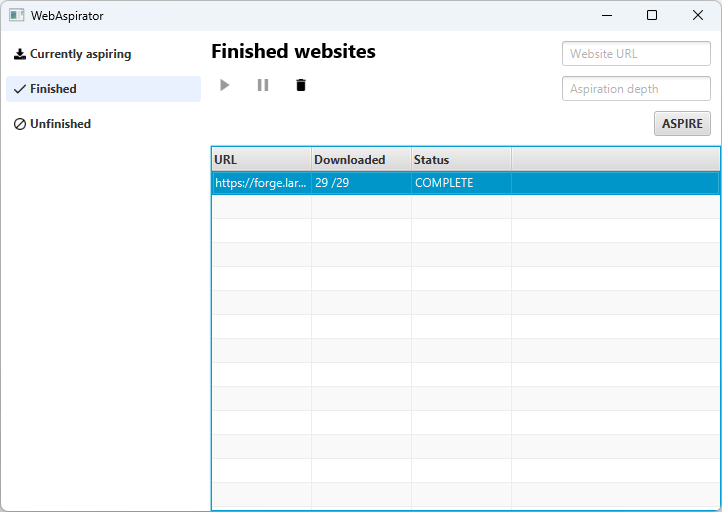 WebAspirator
Currently aspiring
Finished
Unfinished
Finished websites
Website URL
Aspiration depth
ASPIRE
URL Downloaded Status
https://forge.lar... 29 /29 COMPLETE